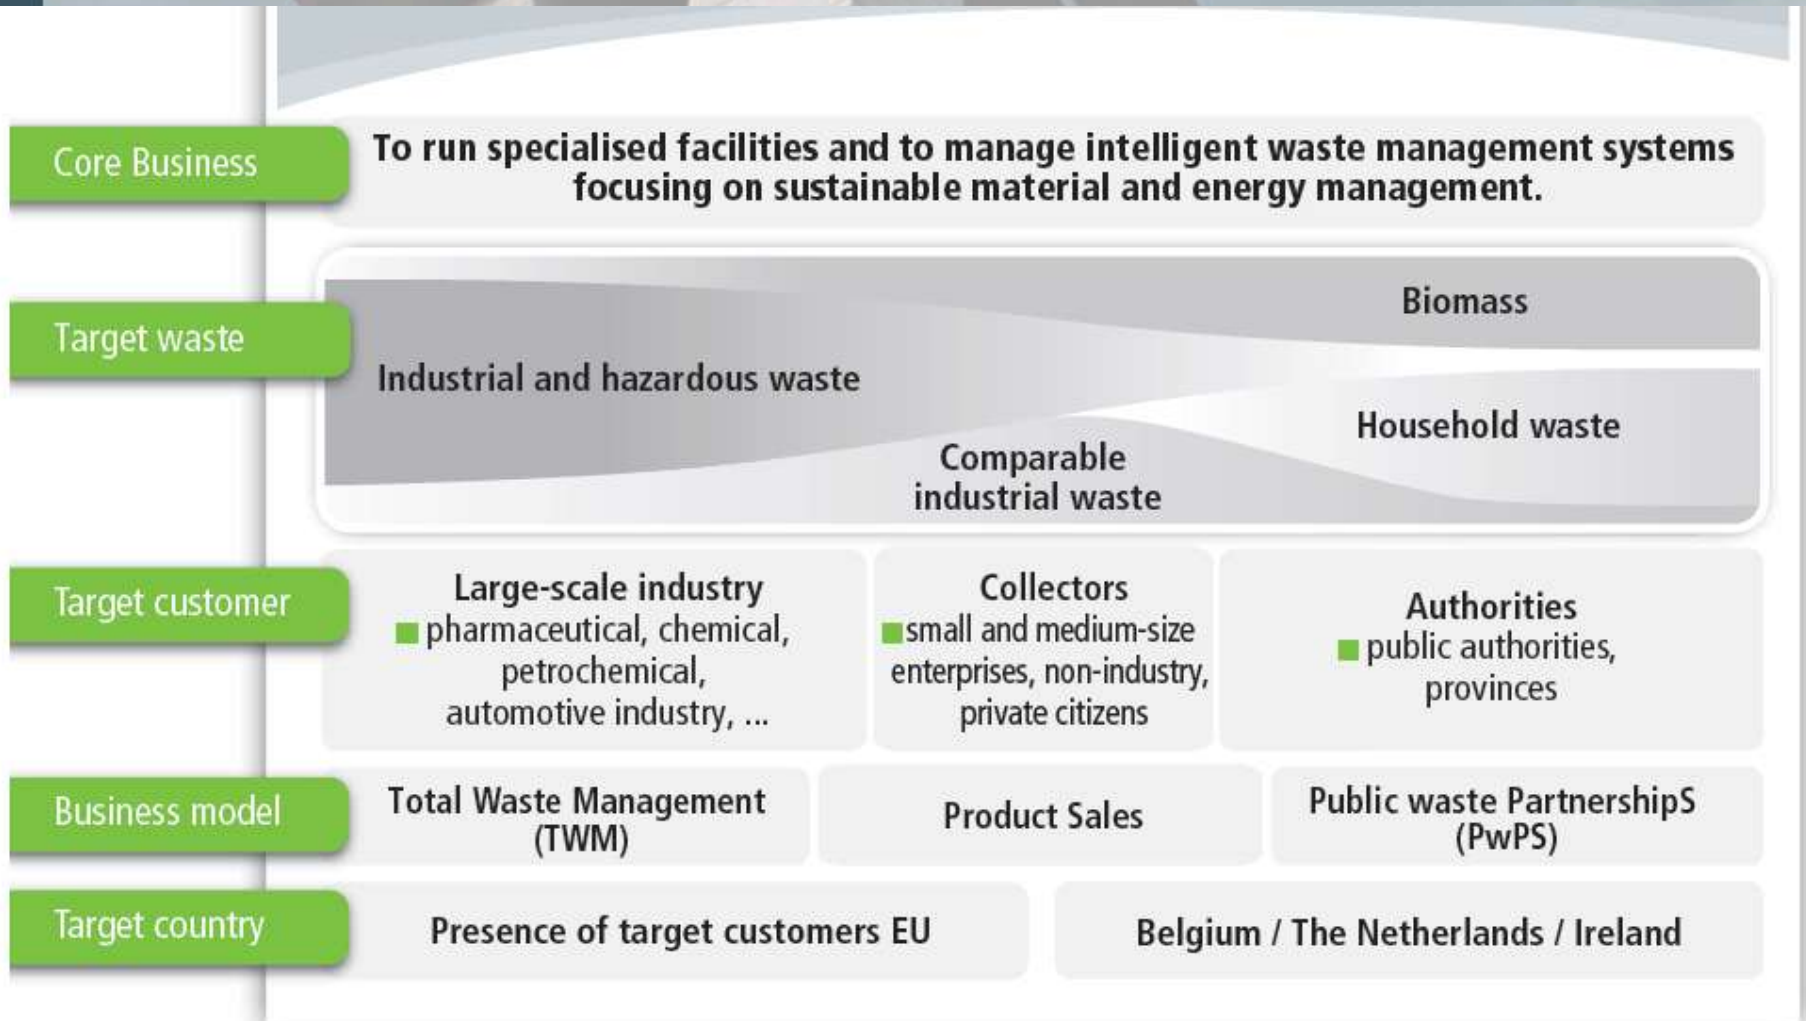 Core Business
To run specialised facilities and to manage intelligent waste management systems
focusing on sustainable material and energy management.
Target waste
Biomass
Industrial and hazardous waste
Household waste
Comparable
industrial waste
Target customer
Large-scale industry
pharmaceutical, chemical,
petrochemical,
automotive industry, ...
Collectors
small and medium-size
enterprises, non-industry,
private citizens
Authorities
public authorities,
provinces
Business model
Total Waste Management
(TWM)
Product Sales
Public waste PartnershipS
(PwPS)
Target country
Presence of target customers EU
Belgium / The Netherlands / Ireland